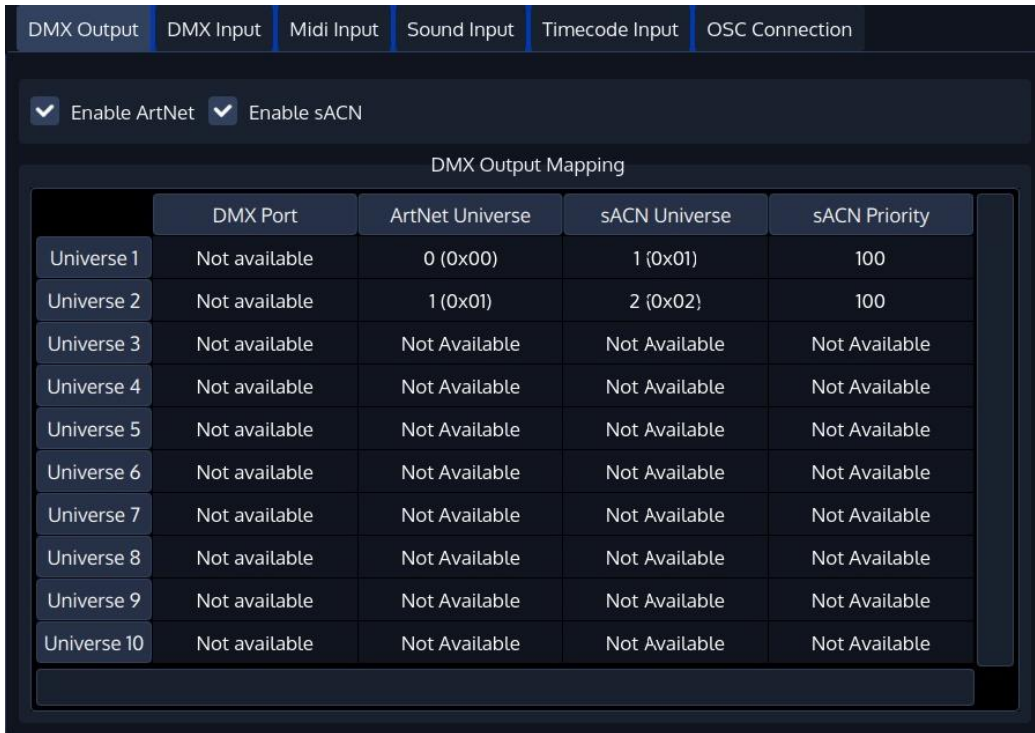 DMX Output DMX Input Midi Input Sound Input Timecode Input OSC Connection
Enable ArtNet Enable sACN
DMX Output Mapping
DMX Port ArtNet Universe sACN Universe sACN Priority
Universe 1 Not available 0 (0x00) 1 (0x01) 100
Universe 2 Not available 1 (0x01) 2 (0x02) 100
Universe 3 Not available Not Available Not Available Not Available
Universe 4 Not available Not Available Not Available Not Available
Universe 5 Not available Not Available Not Available Not Available
Universe 6 Not available Not Available Not Available Not Available
Universe 7 Not available Not Available Not Available Not Available
Universe 8 Not available Not Available Not Available Not Available
Universe 9 Not available Not Available Not Available Not Available
Universe 10 Not available Not Available Not Available Not Available